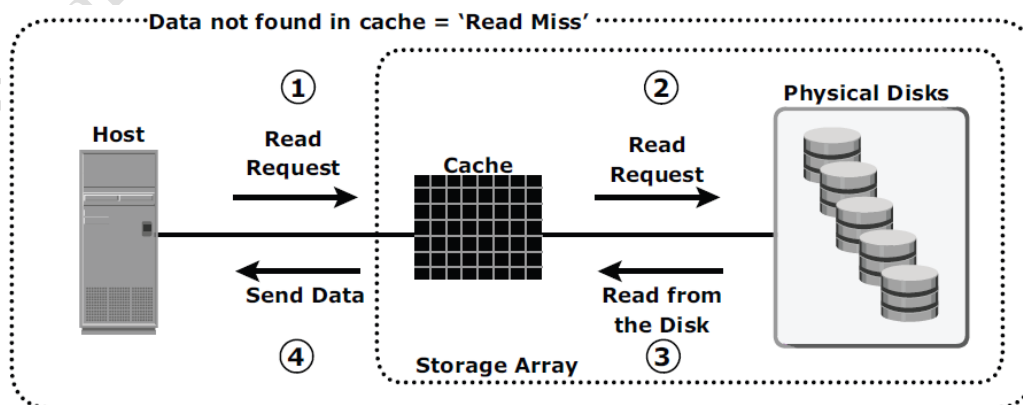 Data not found in cache = ‘Read Miss’
① ②
Physical Disks
Host
Read
Request
Cache
Read
Request
Send Data
Read from
the Disk
④ ③
Storage Array